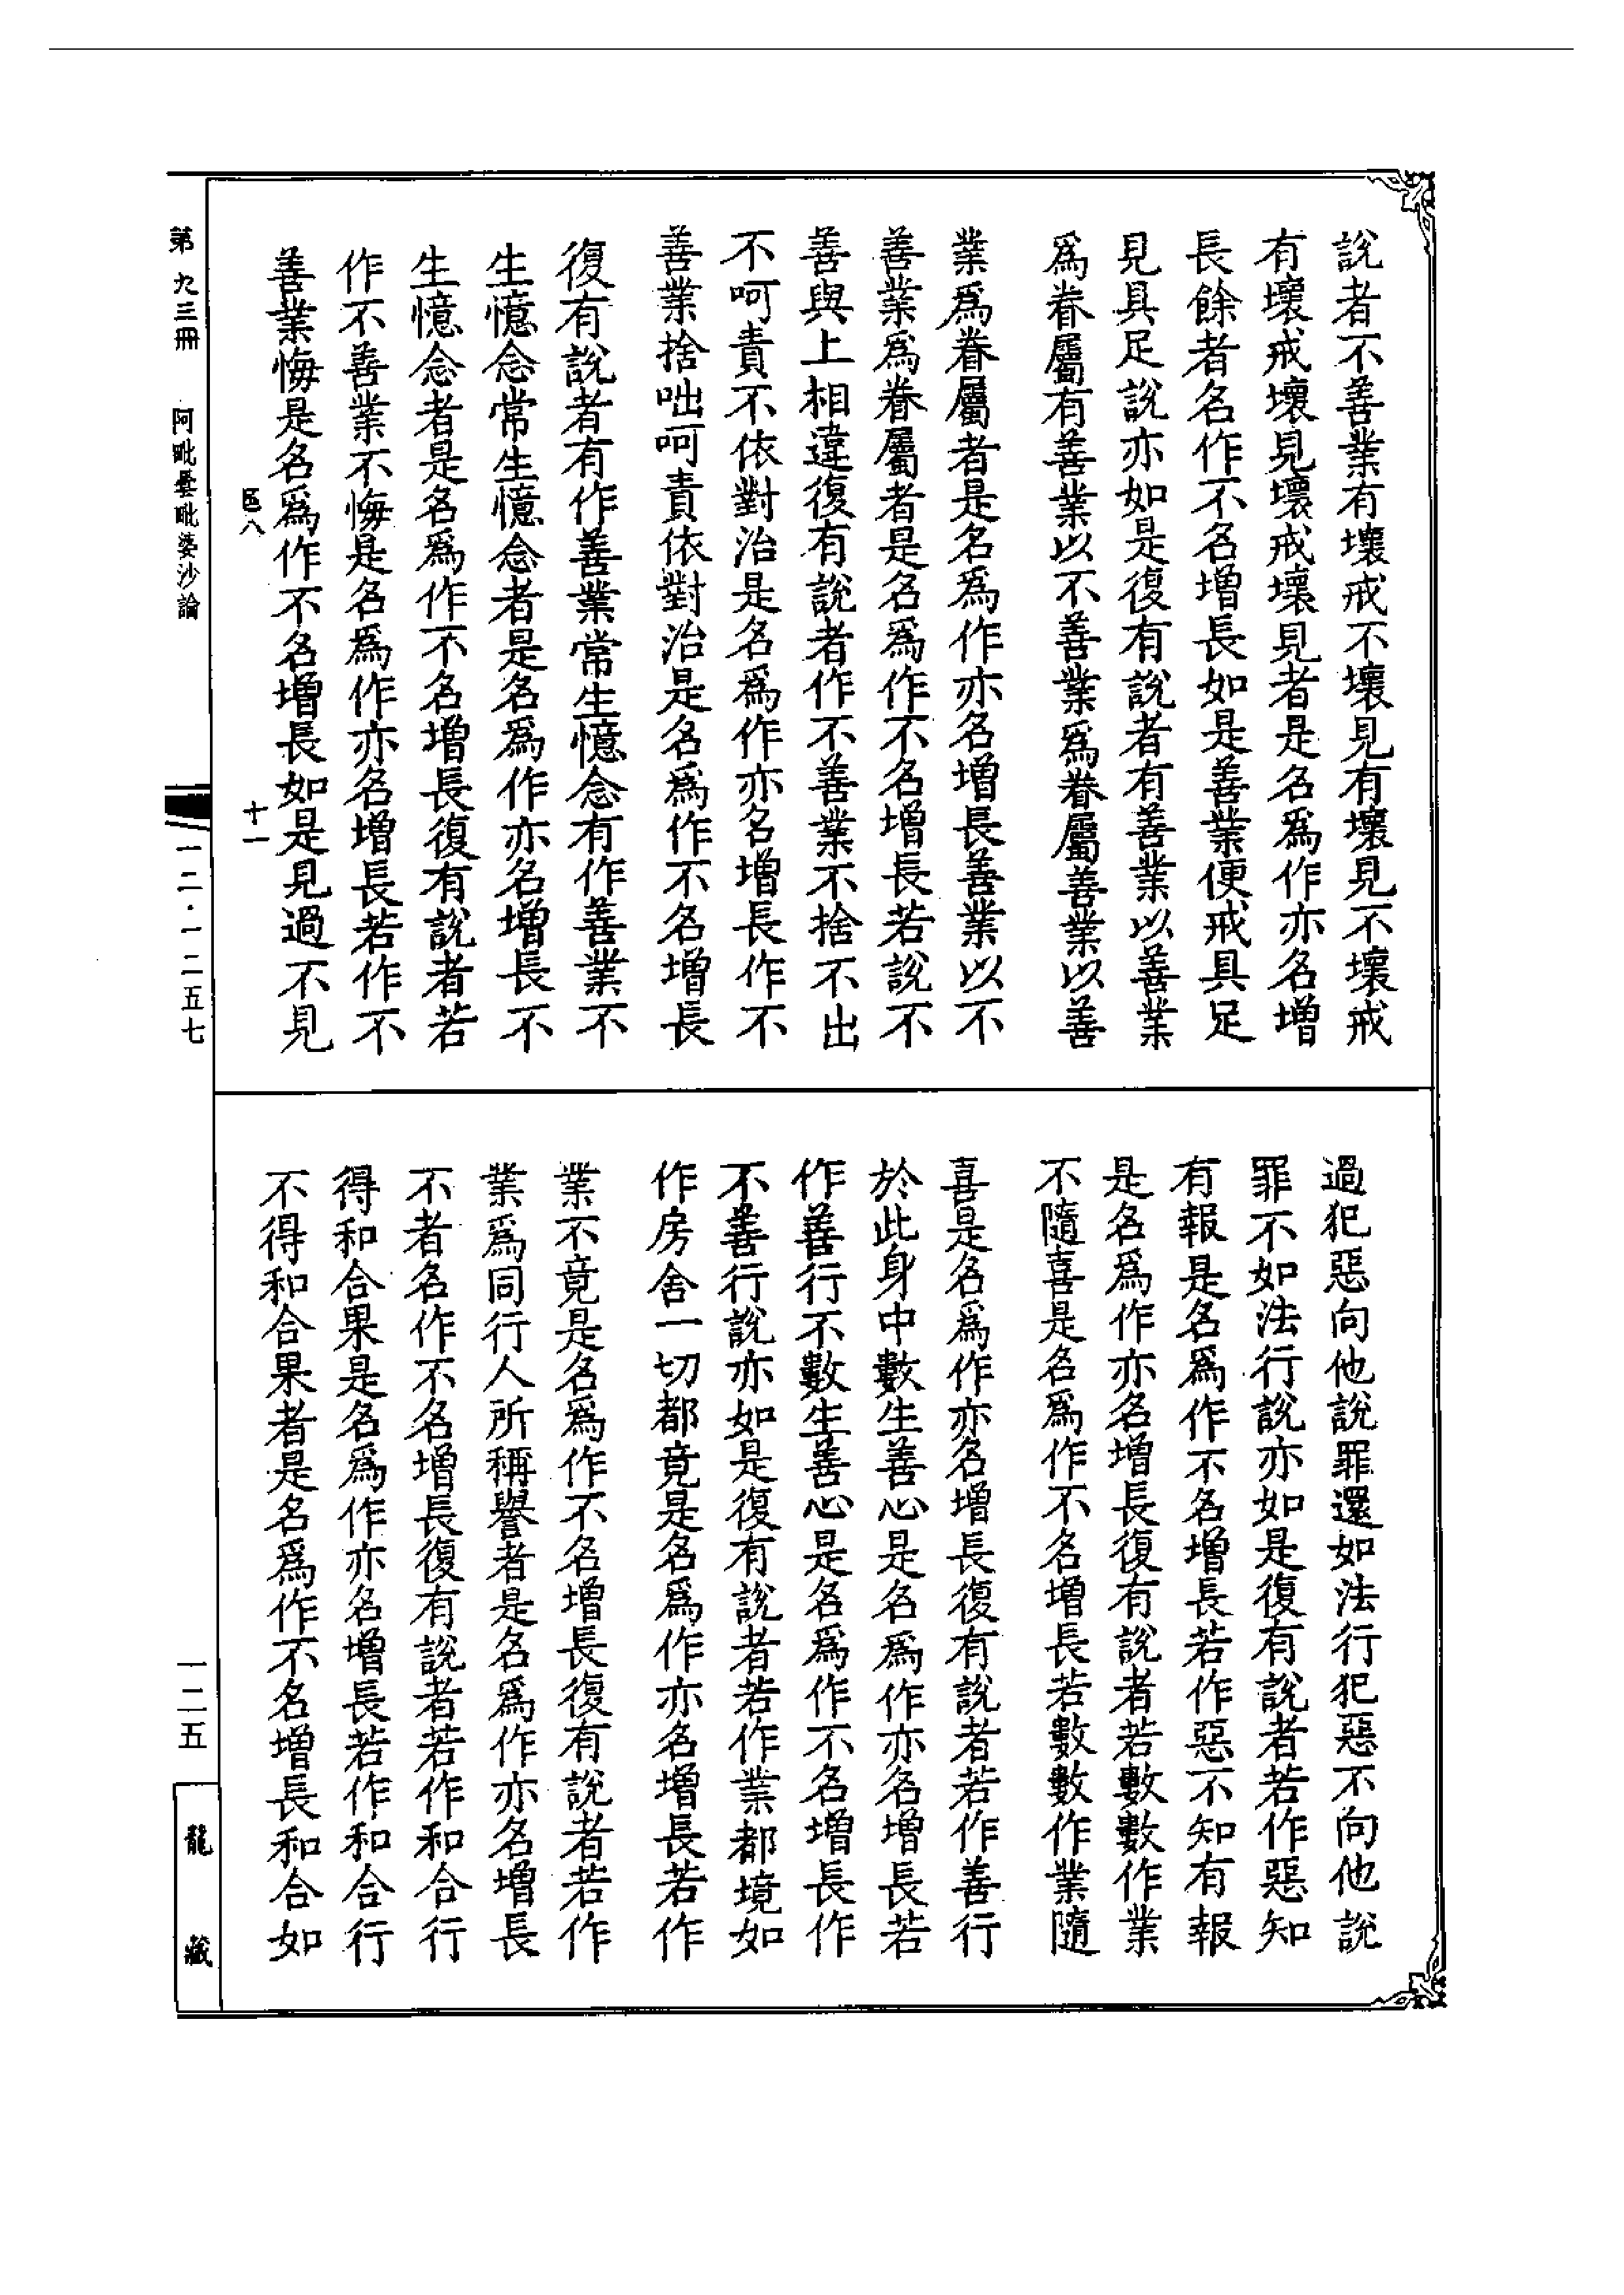 說者不善業有壞戒不壞見有壞見不壞戒
有壞戒壞見壞戒壞見者是名爲作亦名增
長餘者名作不名增長如是善業便戒具足
見具足說亦如是復有說者有善業以善業
爲眷屬有善業以不善業爲眷屬善業以善
業爲眷屬者是名爲作亦名增長善業以不
善業爲眷屬者是名爲作不名增長若說不
善與上相違復有說者作不善業不捨不出
不呵責不依對治是名爲作亦名增長作不
善業捨咄呵責依對治是名爲作不名增長
復有說者有作善業常生憶念有作善業不
生憶念常生憶念者是名爲作亦名增長不
生憶念者是名爲作不名增長復有說者若
作不善業不悔是名爲作亦名增長若作不
善業悔是名爲作不名增長如是見過不見
區八
十一
過犯惡向他說罪還如法行犯惡不向他說
罪不如法行說亦如是復有說者若作惡知
有報是名爲作不名增長若作惡不知有報
是名爲作亦名增長復有說者若數數作業
不隨喜是名爲作不名增長若數數作業隨
喜是名爲作亦名增長復有說者若作善行
於此身中數生善心是名爲作亦名增長若
作善行不數生善心是名爲作不名增長作
不善行說亦如是復有說者若作業都境如
作房舍一切都竟是名爲作亦名增長若作
業不竟是名爲作不名增長復有說者若作
業爲同行人所稱譽者是名爲作亦名增長
不者名作不名增長復有說者若作和合行
得和合果是名爲作亦名增長若作和合行
不得和合果者是名爲作不名增長和合如
第九三冊
阿毗曇毗婆沙論
一二·一二五七
一二五
龍藏